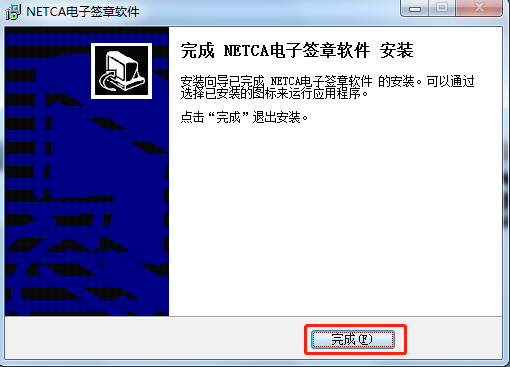 NETCA电子签章软件
完成 NETCA电子签章软件 安装
安装向导已完成 NETCA电子签章软件 的安装。可以通过
选择已安装的图标来运行应用程序。
点击“完成”退出安装。
完成(F)